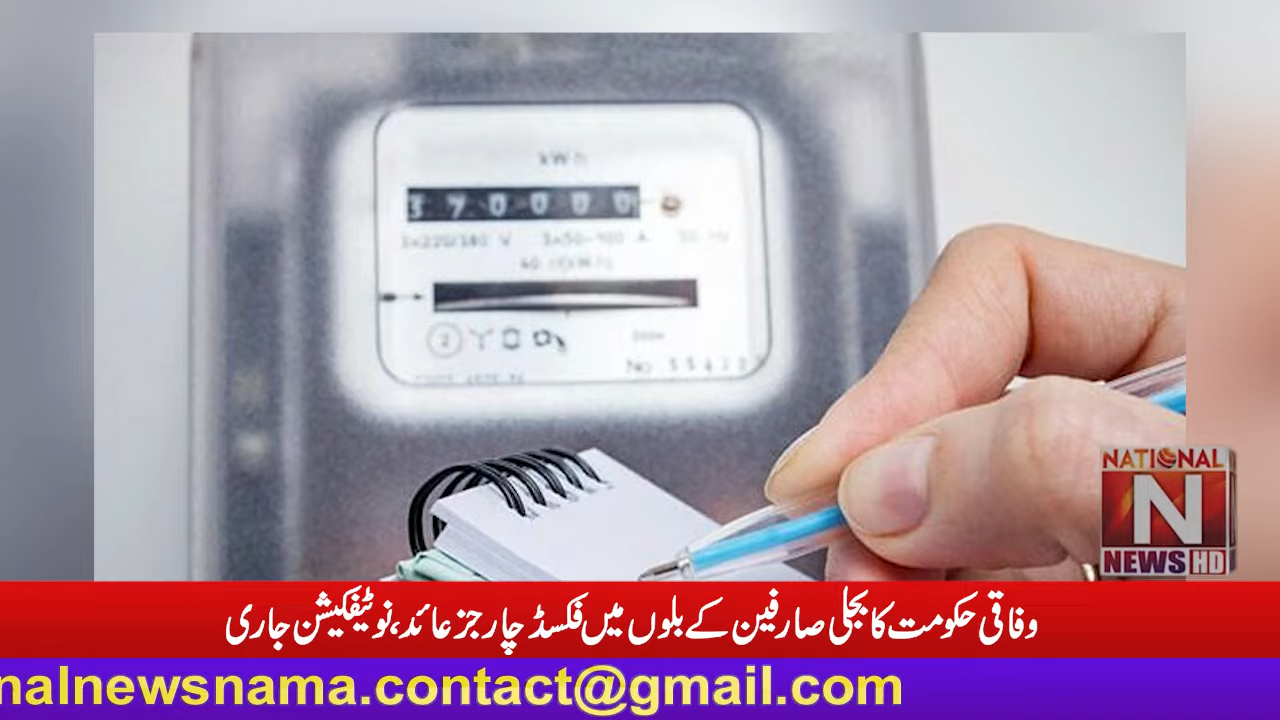 kWh
370000
NATIONAL
N
NEWS HD
وفاقی حکومت کا بجلی صارفین کے بلوں میں فکسڈ چارجز عائد، نوٹیفکیشن جاری
nalnewsnama.contact@gmail.com